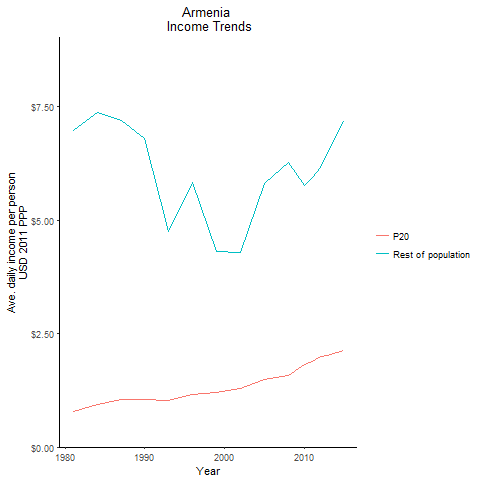 Armenia
Income Trends
Ave. daily income per person
USD 2011 PPP
$7.50
$5.00
$2.50
$0.00
1980
1990
2000
2010
Year
P20
Rest of population